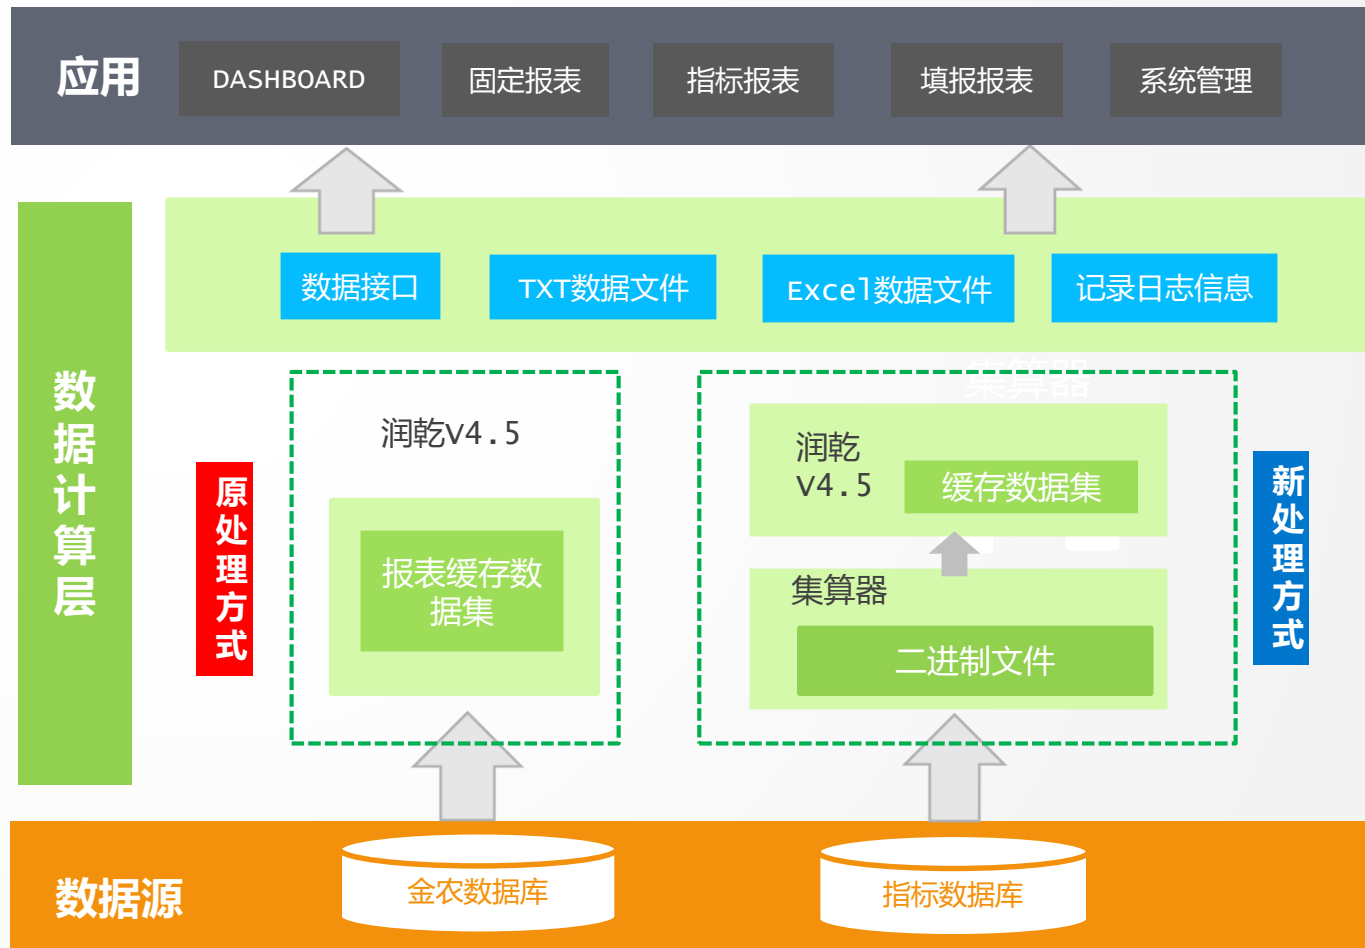 应用
DASHBOARD
固定报表
指标报表
填报报表
系统管理
数据接口
TXT数据文件
Excel数据文件
记录日志信息
数据计算层
集算器
原处理方式
润乾V4.5
报表缓存数
据集
润乾
V4.5
缓存数据集
集算器
二进制文件
新处理方式
数据源
金农数据库
指标数据库